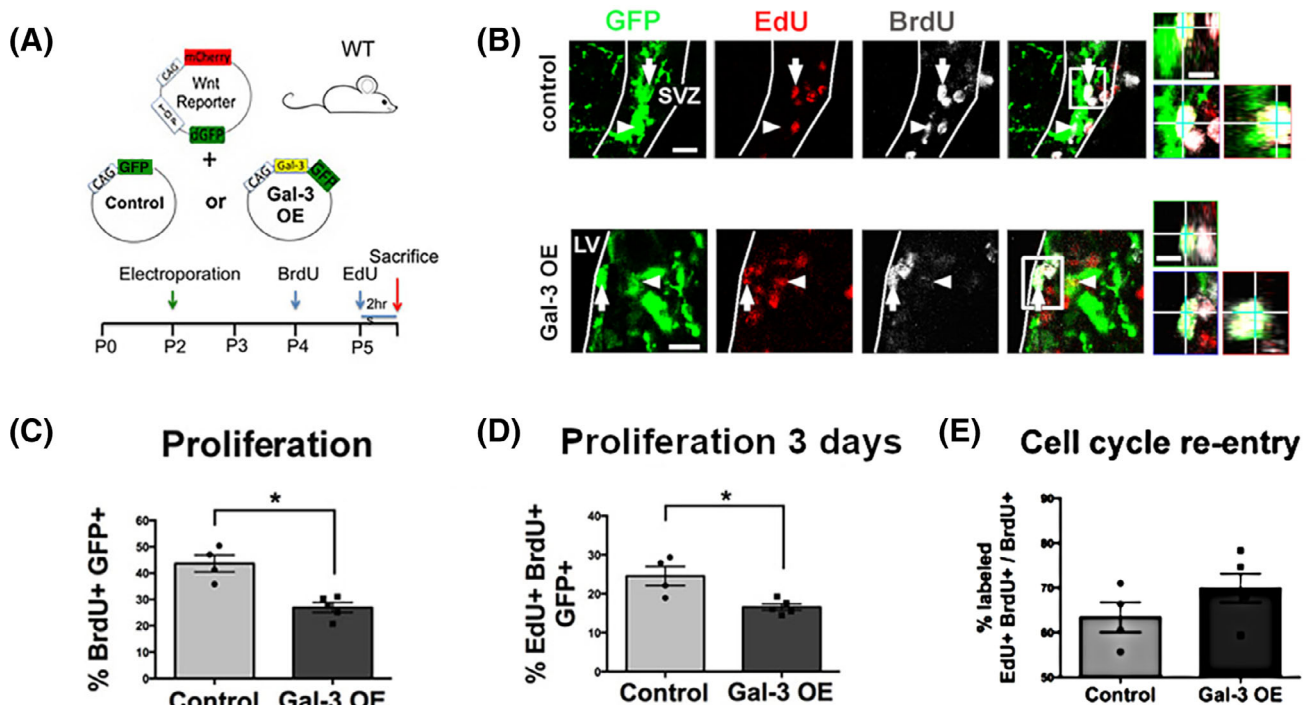 (A)
mCherry
CAG
Wnt
Reporter
TOP
dGFP
WT
+
CAG
GFP
Control
or
CAG
Gal-3
GFP
Gal-3
OE
Electroporation
BrdU
EdU
Sacrifice
2hr
s
P0
P2
P3
P4
P5
(B)
GFP
EdU
BrdU
control
SVZ
Gal-3 OE
LV
(C)
Proliferation
*
% BrdU+ GFP+
60
50
40
30
20
10
0
Control
Gal-3 OE
(D)
Proliferation 3 days
*
% EdU+ BrdU+
GFP+
40
30
20
10
0
Control
Gal-3 OE
(E)
Cell cycle re-entry
% labeled
EdU+ BrdU+ / BrdU+
90
80
70
60
50
Control
Gal-3 OE